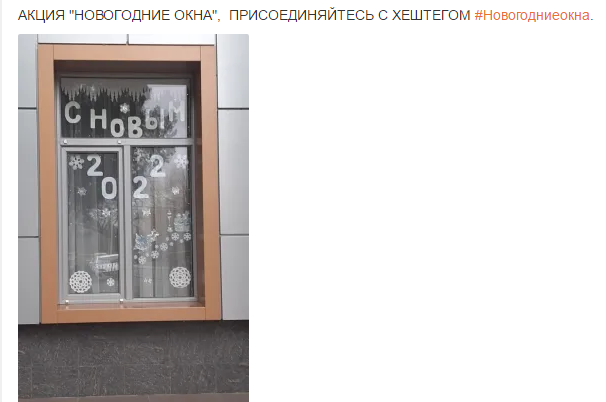 АКЦИЯ "НОВОГОДНИЕ ОКНА",  ПРИСОЕДИНЯЙТЕСЬ С ХЕШТЕГОМ #Новогодниеокна.
С НОВЫМ
2022